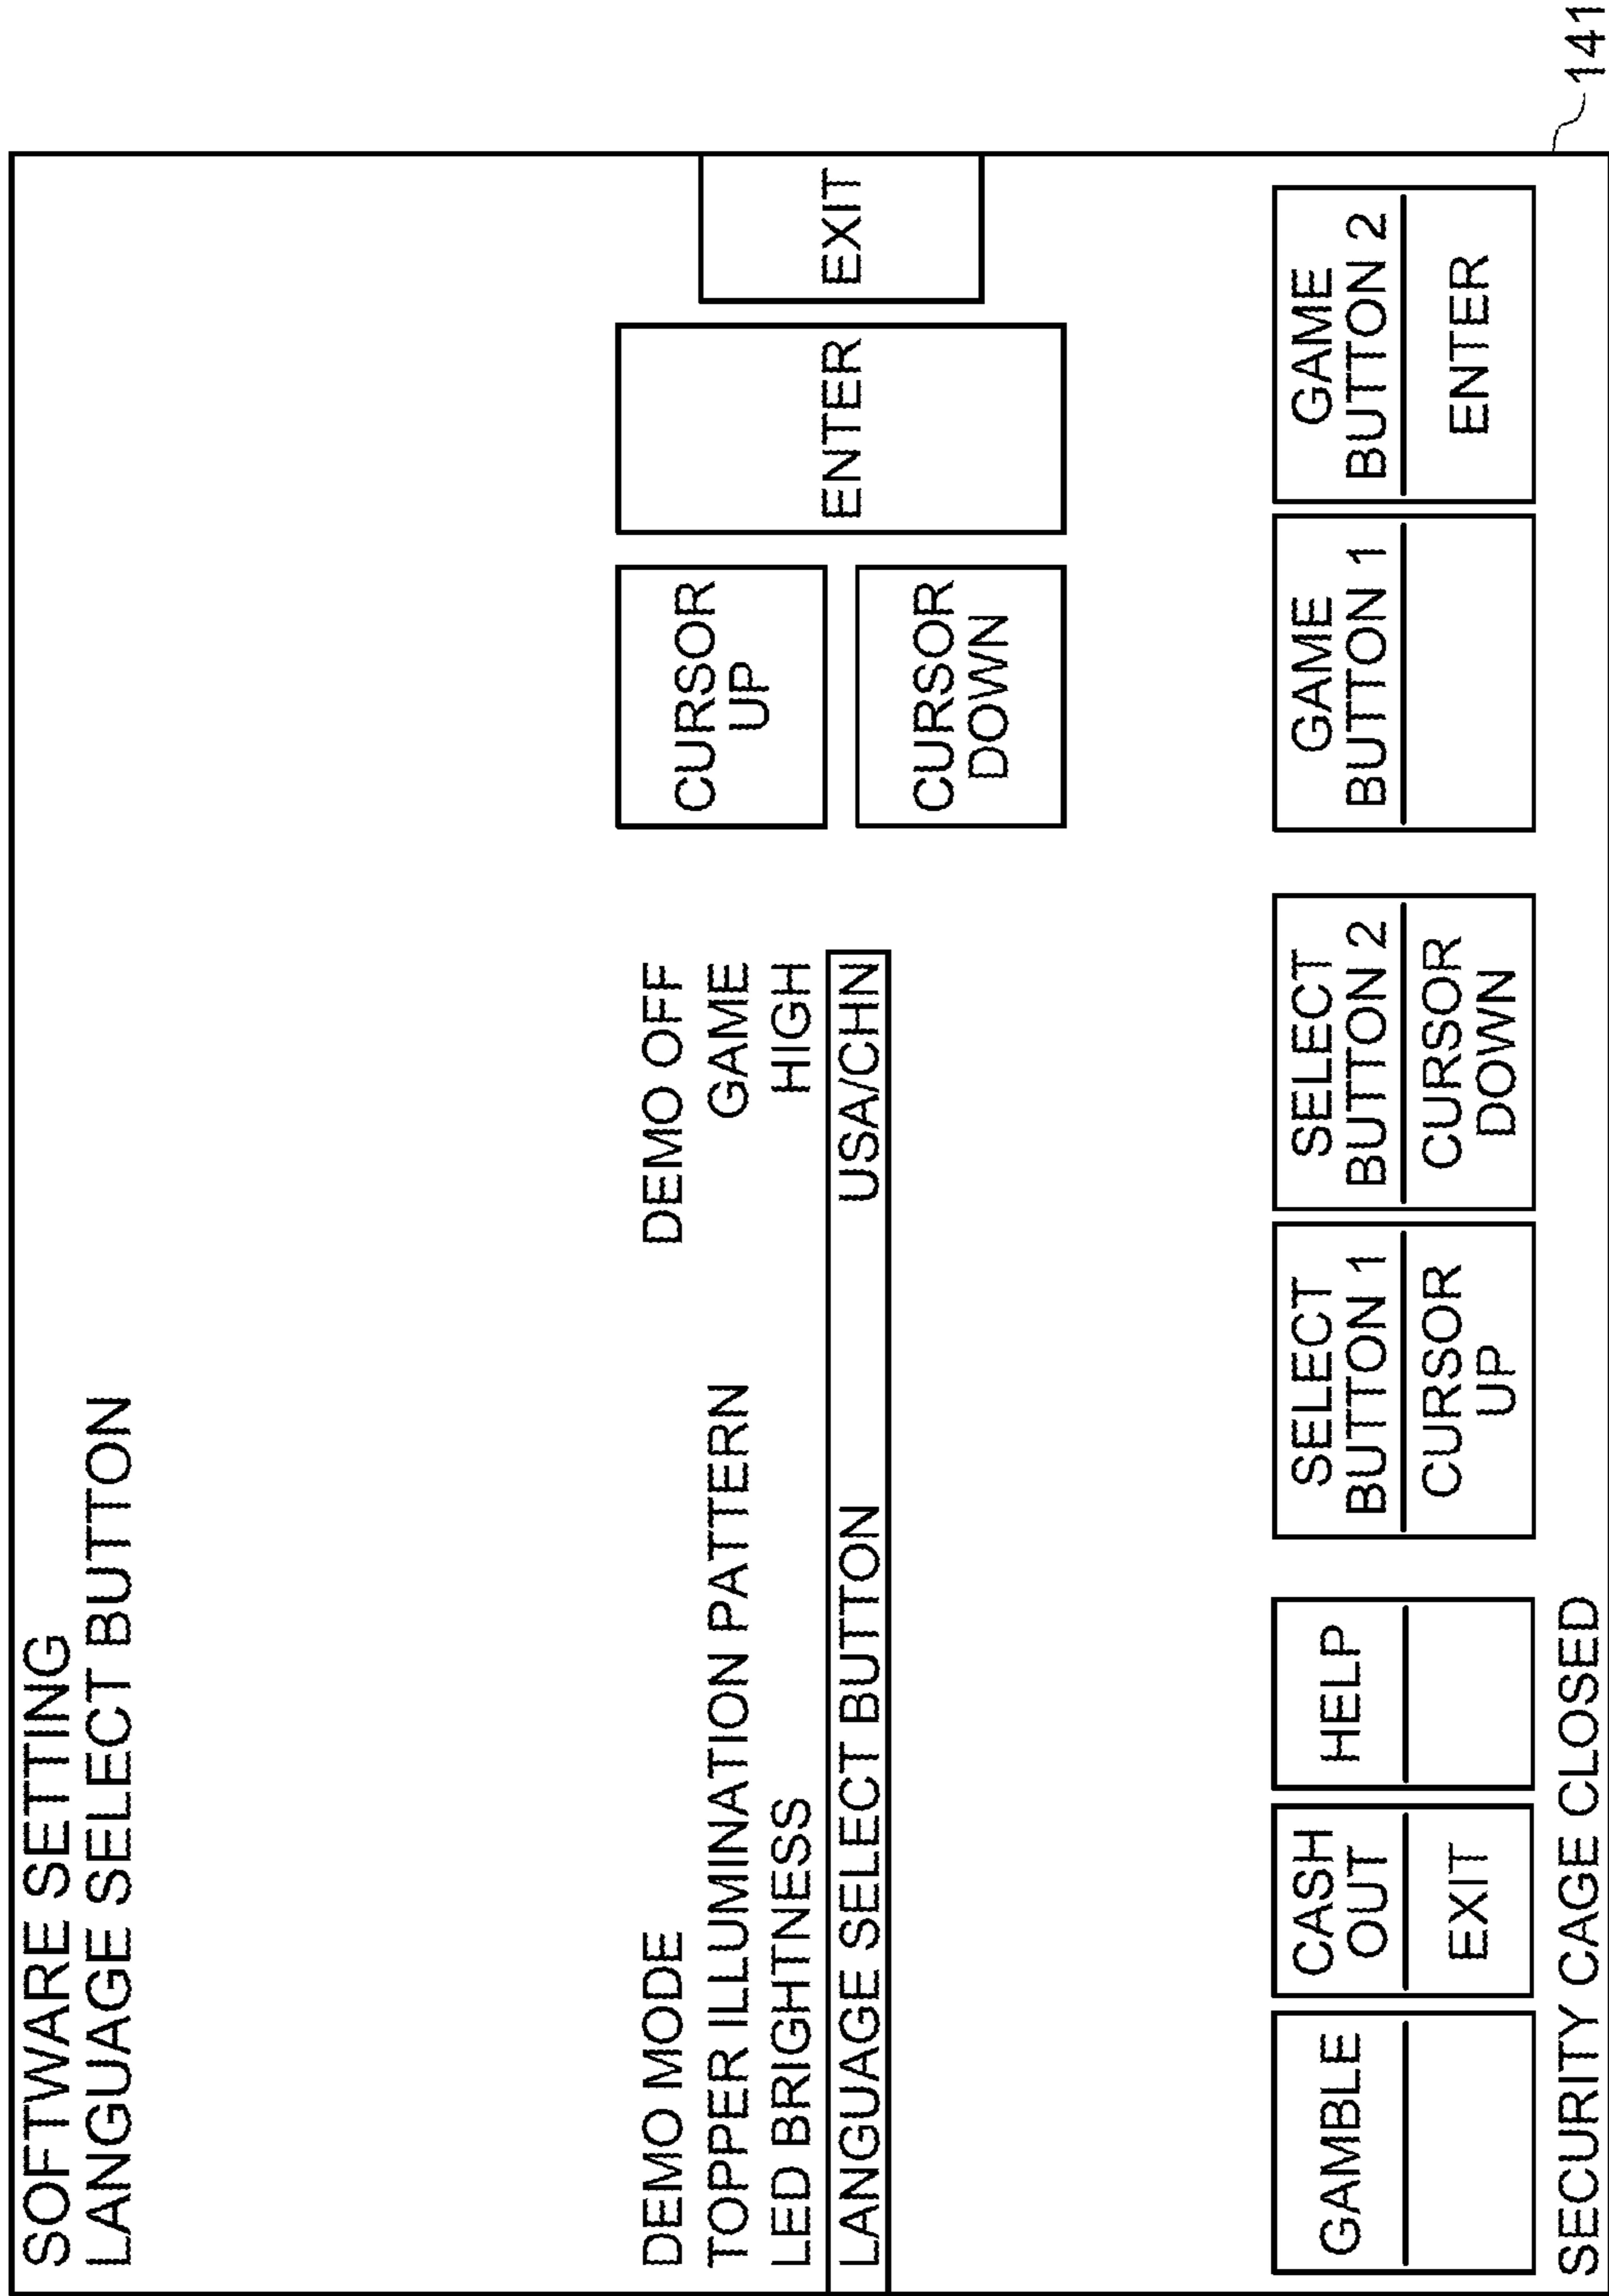 SOFTWARE SETTING
LANGUAGE SELECT BUTTON
DEMO MODE DEMO OFF
TOPPER ILLUMINATION PATTERN GAME
LED BRIGHTNESS HIGH
LANGUAGE SELECT BUTTON USA/CHN
CURSOR
UP
CURSOR
DOWN
ENTER
EXIT
GAMBLE
CASH
OUT
EXIT
HELP
SELECT
BUTTON 1
CURSOR
UP
SELECT
BUTTON 2
CURSOR
DOWN
GAME
BUTTON 1
GAME
BUTTON 2
ENTER
SECURITY CAGE CLOSED
141